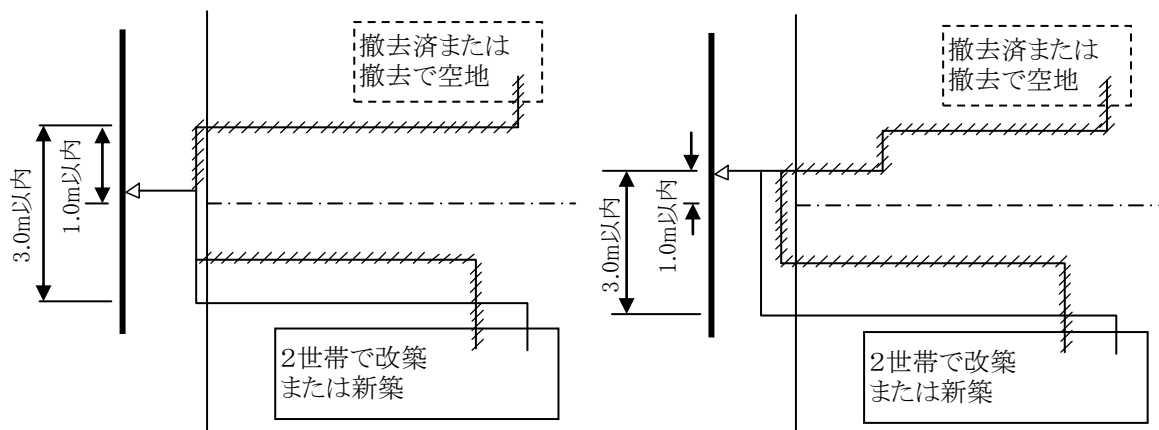 撤去済または
撤去で空地
3.0m以内
1.0m以内
2世帯で改築
または新築
撤去済または
撤去で空地
3.0m以内
1.0m以内
2世帯で改築
または新築